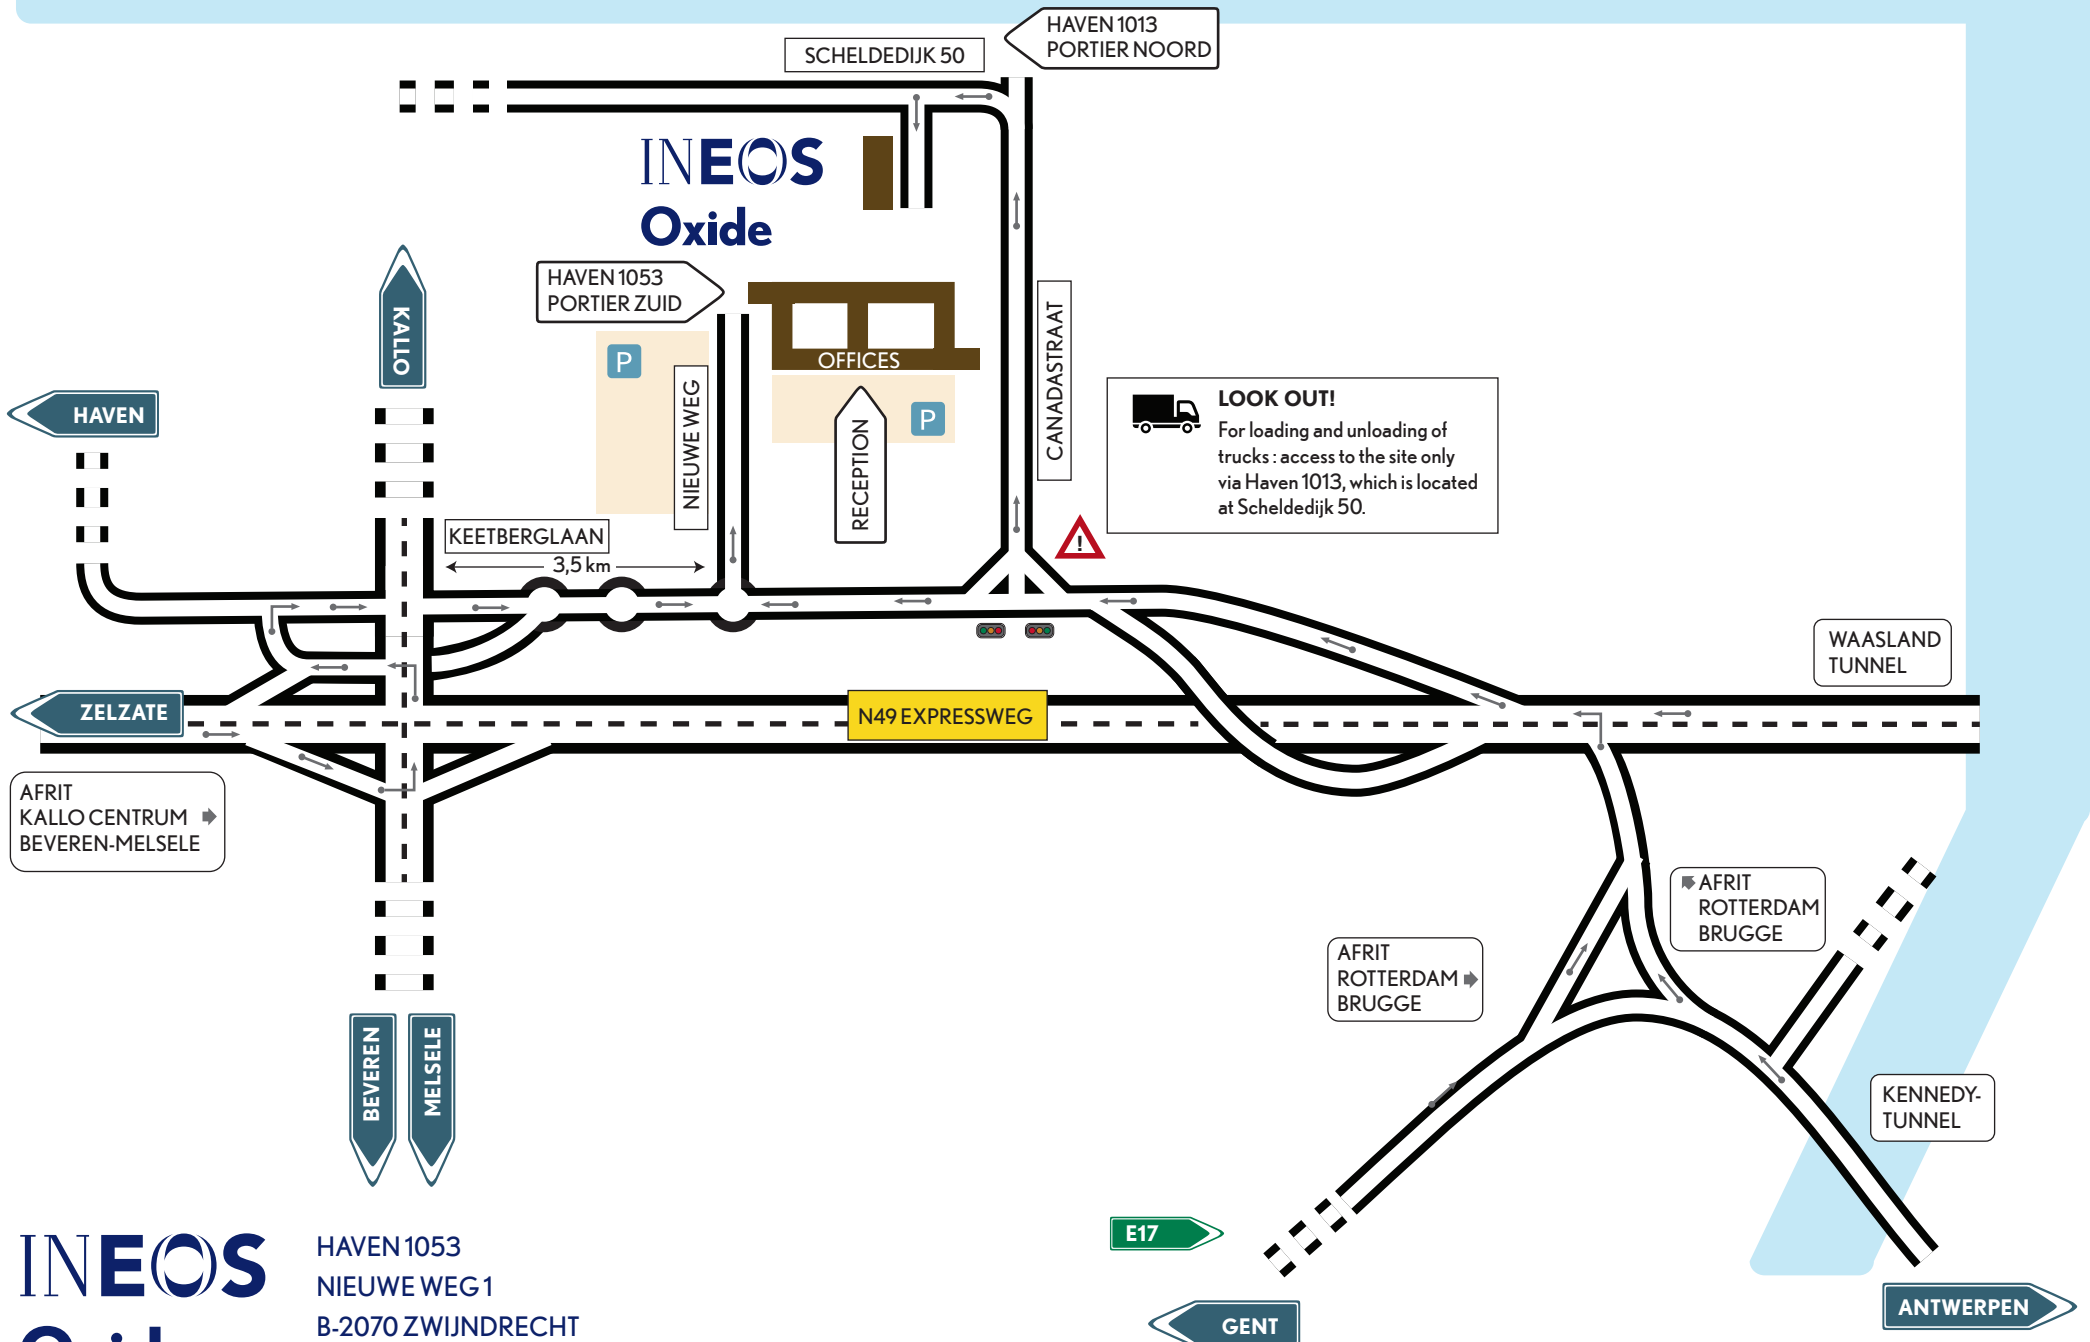 HAVEN 1013
PORTIER NOORD
SCHELDEDIJK 50
INEOS
Oxide
HAVEN 1053
PORTIER ZUID
KALLO
HAVEN
P
NIEUWE WEG
OFFICES
P
RECEPTION
CANADASTRAAT
LOOK OUT!
For loading and unloading of
trucks : access to the site only
via Haven 1013, which is located
at Scheldedijk 50.
!
KEETBERGLAAN
3,5 km
WAASLAND
TUNNEL
ZELZATE
N49 EXPRESSWEG
AFRIT
KALLO CENTRUM
BEVEREN-MELSELE
AFRIT
ROTTERDAM
BRUGGE
AFRIT
ROTTERDAM
BRUGGE
BEVEREN
MELSELE
KENNEDY-
TUNNEL
E17
GENT
ANTWERPEN
INEOS
Oxide
HAVEN 1053
NIEUWE WEG 1
B-2070 ZWIJNDRECHT